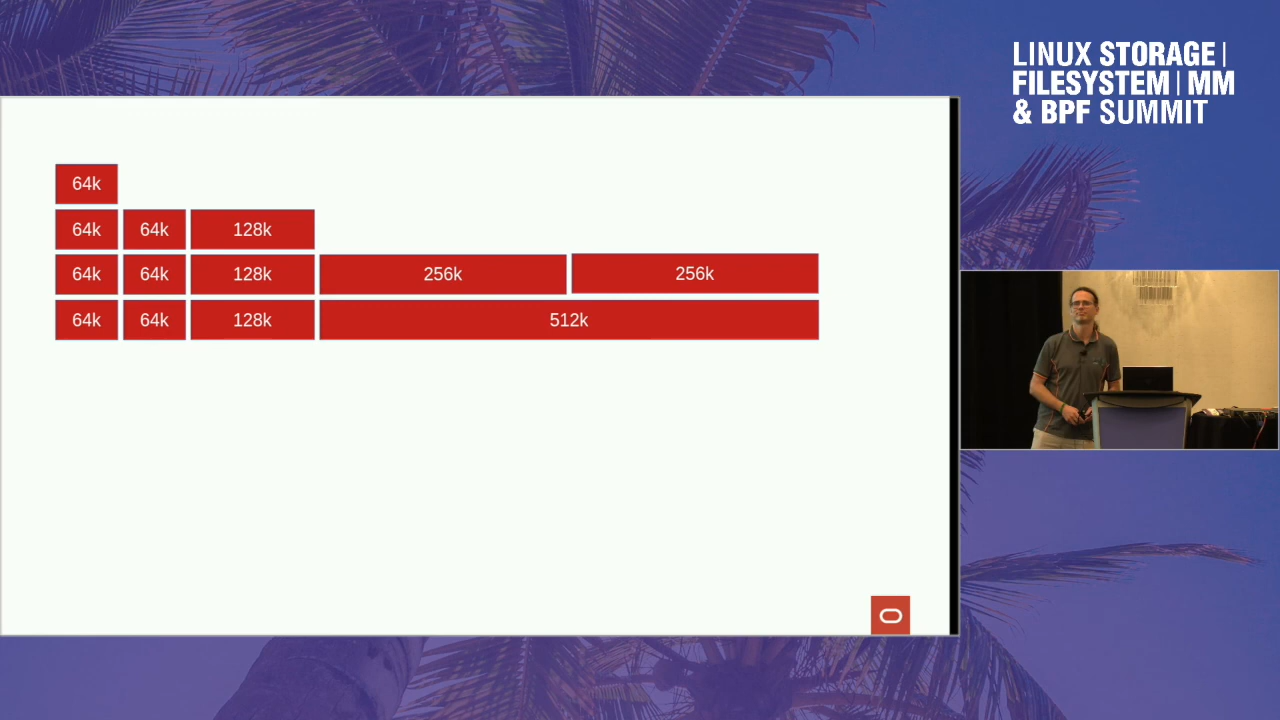 LINUX STORAGE |
FILESYSTEM | MM
& BPF SUMMIT
64k
64k 64k 128k
64k 64k 128k 256k 256k
64k 64k 128k 512k